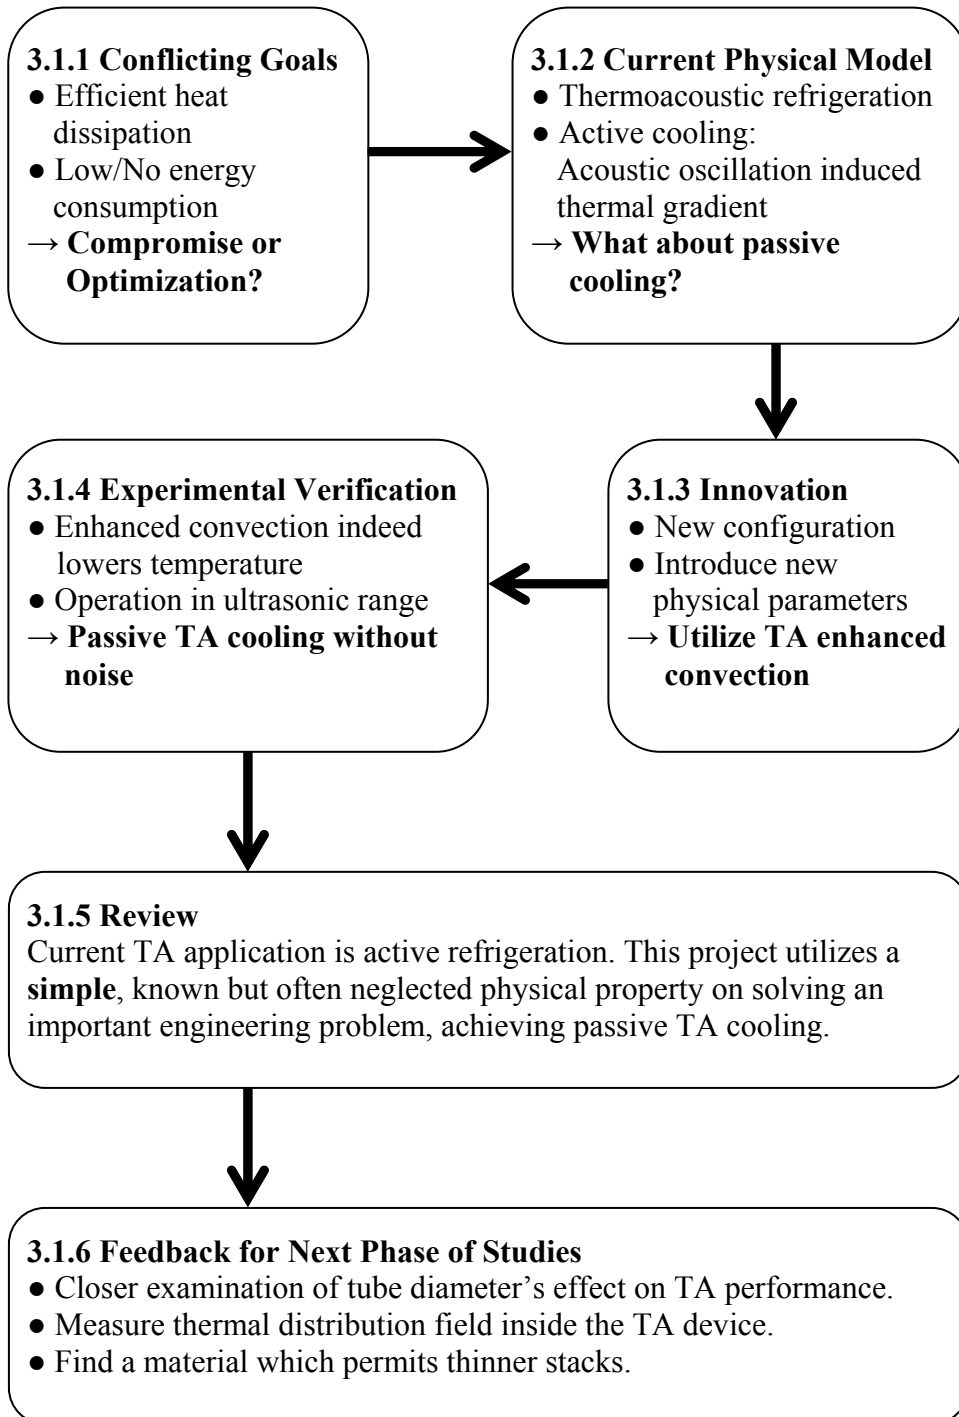 3.1.1 Conflicting Goals
● Efficient heat
dissipation
● Low/No energy
consumption
→ Compromise or
Optimization?
3.1.2 Current Physical Model
● Thermoacoustic refrigeration
● Active cooling:
Acoustic oscillation induced
thermal gradient
→ What about passive
cooling?
3.1.3 Innovation
● New configuration
● Introduce new
physical parameters
→ Utilize TA enhanced
convection
3.1.4 Experimental Verification
● Enhanced convection indeed
lowers temperature
● Operation in ultrasonic range
→ Passive TA cooling without
noise
3.1.5 Review
Current TA application is active refrigeration. This project utilizes a
simple, known but often neglected physical property on solving an
important engineering problem, achieving passive TA cooling.
3.1.6 Feedback for Next Phase of Studies
● Closer examination of tube diameter’s effect on TA performance.
● Measure thermal distribution field inside the TA device.
● Find a material which permits thinner stacks.